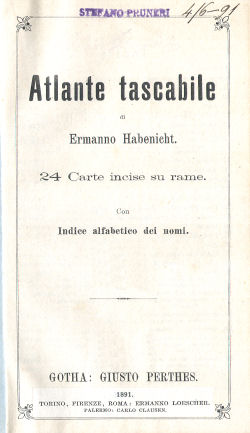 STEFANO PRUNERI
4/6-91
Atlante tascabile
di
Ermanno Habenicht.
24 Carte incise su rame.
Con
Indice alfabetico dei nomi.
GOTHA: GIUSTO PERTHES.
1891.
TORINO, FIRENZE, ROMA: ERMANNO LOESCHER.
PALERMO: CARLO CLAUSEN.